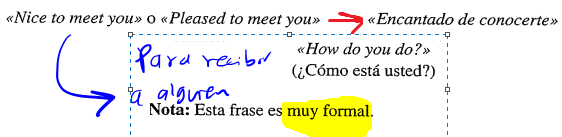 «Nice to meet you» o «Pleased to meet you» «Encantado de conocerte»
Para recibir «How do you do?»
(¿Cómo está usted?)
a alguien
Nota: Esta frase es muy formal.